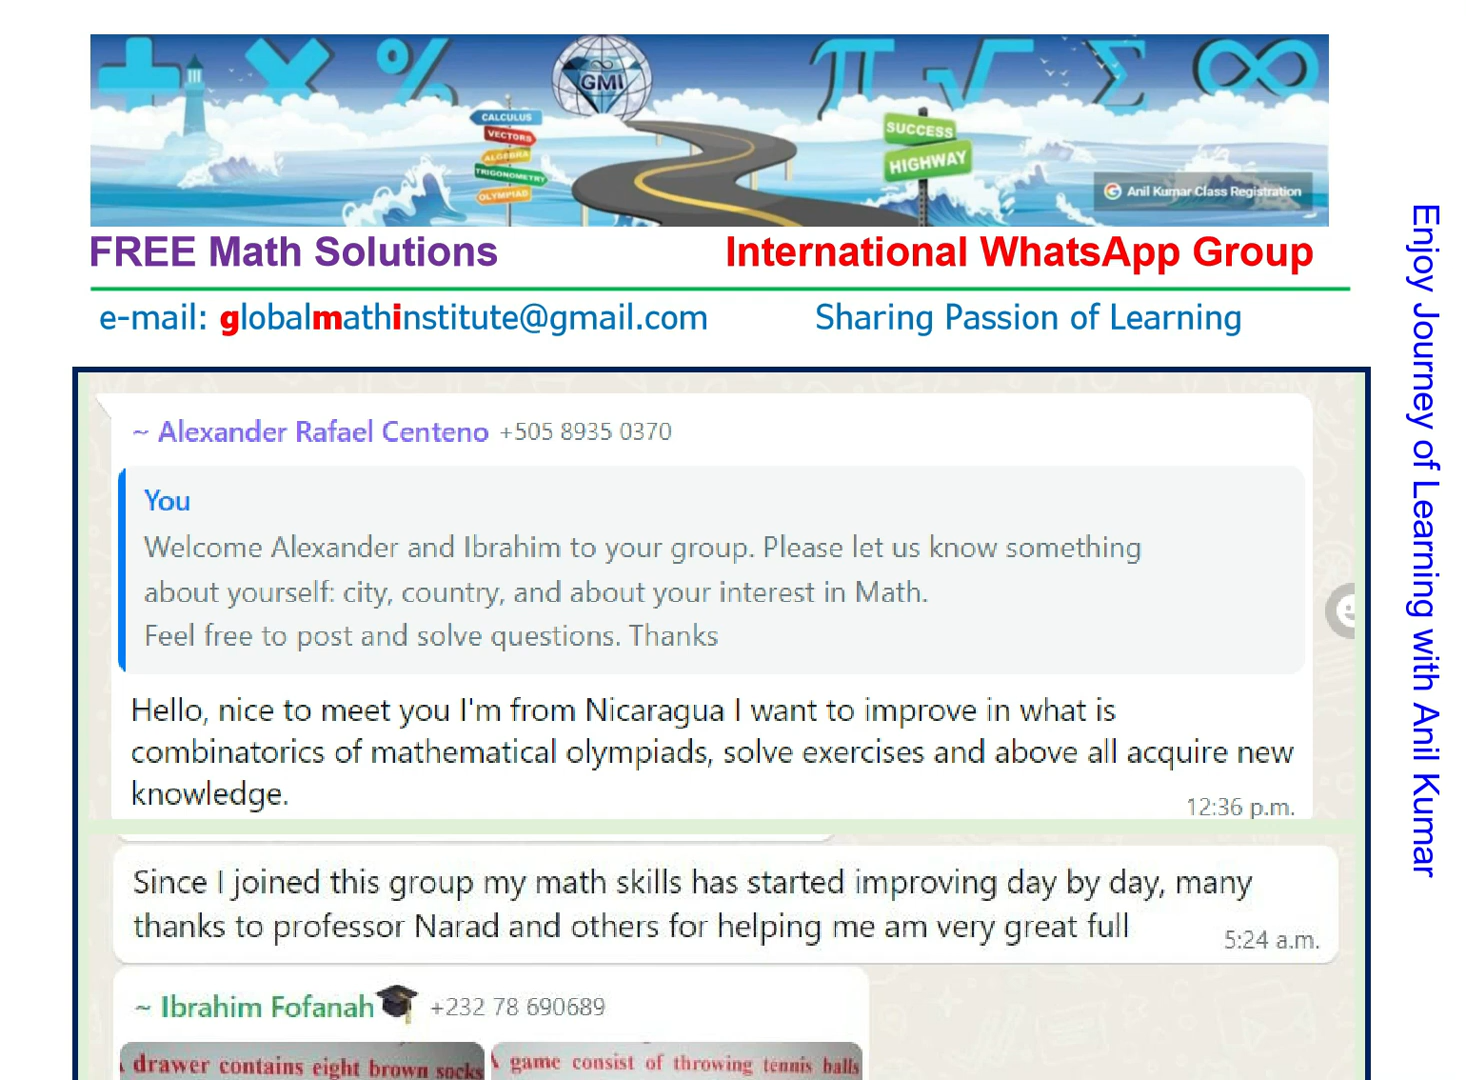 GMI
CALCULUS
VECTORS
ALGEBRA
TRIGONOMETRY
OLYMPIAD
SUCCESS
HIGHWAY
G Anil Kumar Class Registration
FREE Math Solutions
International WhatsApp Group
e-mail: globalmathinstitute@gmail.com
Sharing Passion of Learning
Enjoy Journey of Learning with Anil Kumar
~ Alexander Rafael Centeno +505 8935 0370
You
Welcome Alexander and Ibrahim to your group. Please let us know something
about yourself: city, country, and about your interest in Math.
Feel free to post and solve questions. Thanks
Hello, nice to meet you I'm from Nicaragua I want to improve in what is
combinatorics of mathematical olympiads, solve exercises and above all acquire new
knowledge.
12:36 p.m.
Since I joined this group my math skills has started improving day by day, many
thanks to professor Narad and others for helping me am very great full
5:24 a.m.
~ Ibrahim Fofanah +232 78 690689
drawer contains eight brown socks
A game consist of throwing tennis balls